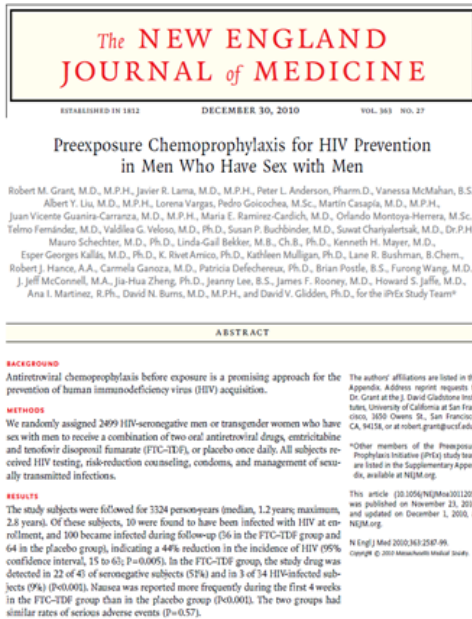 The NEW ENGLAND
JOURNAL of MEDICINE
ESTABLISHED IN 1812
DECEMBER 30, 2010
VOL. 363 NO. 27
Preexposure Chemoprophylaxis for HIV Prevention
in Men Who Have Sex with Men
Robert M. Grant, M.D., M.P.H., Javier R. Lama, M.D., M.P.H., Peter L. Anderson, Pharm.D., Vanessa McMahan, B.S.
Albert Y. Liu, M.D., M.P.H., Lorena Vargas, Pedro Goicochea, M.Sc., Martín Casapía, M.D., M.P.H.,
Juan Vicente Guanira-Carranza, M.D., M.P.H., Maria E. Ramirez-Cardich, M.D., Orlando Montoya-Herrera, M.Sc.
Telmo Fernández, M.D., Valdilea G. Veloso, M.D., Ph.D., Susan P. Buchbinder, M.D., Suwat Chariyalertsak, M.D., Dr.P.H
Mauro Schechter, M.D., Ph.D., Linda-Gail Bekker, M.B., Ch.B., Ph.D., Kenneth H. Mayer, M.D.,
Esper Georges Kallás, M.D., Ph.D., K. Rivet Amico, Ph.D., Kathleen Mulligan, Ph.D., Lane R. Bushman, B.Chem.,
Robert J. Hance, A.A., Carmela Ganoza, M.D., Patricia Defechereux, Ph.D., Brian Postle, B.S., Furong Wang, M.D.
J. Jeff McConnell, M.A., Jia-Hua Zheng, Ph.D., Jeanny Lee, B.S., James F. Rooney, M.D., Howard S. Jaffe, M.D.,
Ana I. Martinez, R.Ph., David N. Burns, M.D., M.P.H., and David V. Glidden, Ph.D., for the iPrEx Study Team*
ABSTRACT
BACKGROUND
Antiretroviral chemoprophylaxis before exposure is a promising approach for the
prevention of human immunodeficiency virus (HIV) acquisition.
METHODS
We randomly assigned 2499 HIV-seronegative men or transgender women who have
sex with men to receive a combination of two oral antiretroviral drugs, emtricitabine
and tenofovir disoproxil fumarate (FTC–TDF), or placebo once daily. All subjects re-
ceived HIV testing, risk-reduction counseling, condoms, and management of sexu-
ally transmitted infections.
RESULTS
The study subjects were followed for 3324 person-years (median, 1.2 years; maximum,
2.8 years). Of these subjects, 10 were found to have been infected with HIV at en-
rollment, and 100 became infected during follow-up (36 in the FTC–TDF group and
64 in the placebo group), indicating a 44% reduction in the incidence of HIV (95%
confidence interval, 15 to 63; P=0.005). In the FTC–TDF group, the study drug was
detected in 22 of 43 of seronegative subjects (51%) and in 3 of 34 HIV-infected sub-
jects (9%) (P<0.001). Nausea was reported more frequently during the first 4 weeks
in the FTC–TDF group than in the placebo group (P<0.001). The two groups had
similar rates of serious adverse events (P=0.57).
The authors' affiliations are listed in th
Appendix. Address reprint requests
Dr. Grant at the J. David Gladstone Inst
tutes, University of California at San Fra
cisco, 1650 Owens St., San Francisc
CA, 94158, or at robert.grant@ucsf.edu
*Other members of the Preexposur
Prophylaxis Initiative (iPrEx) study team
are listed in the Supplementary Appe
dix, available at NEJM.org.
This article (10.1056/NEJMoa101120
was published on November 23, 201
and updated on December 1, 2010,
NEJM.org.
N Engl J Med 2010;363:2587-99.
Copyright © 2010 Massachusetts Medical Society.